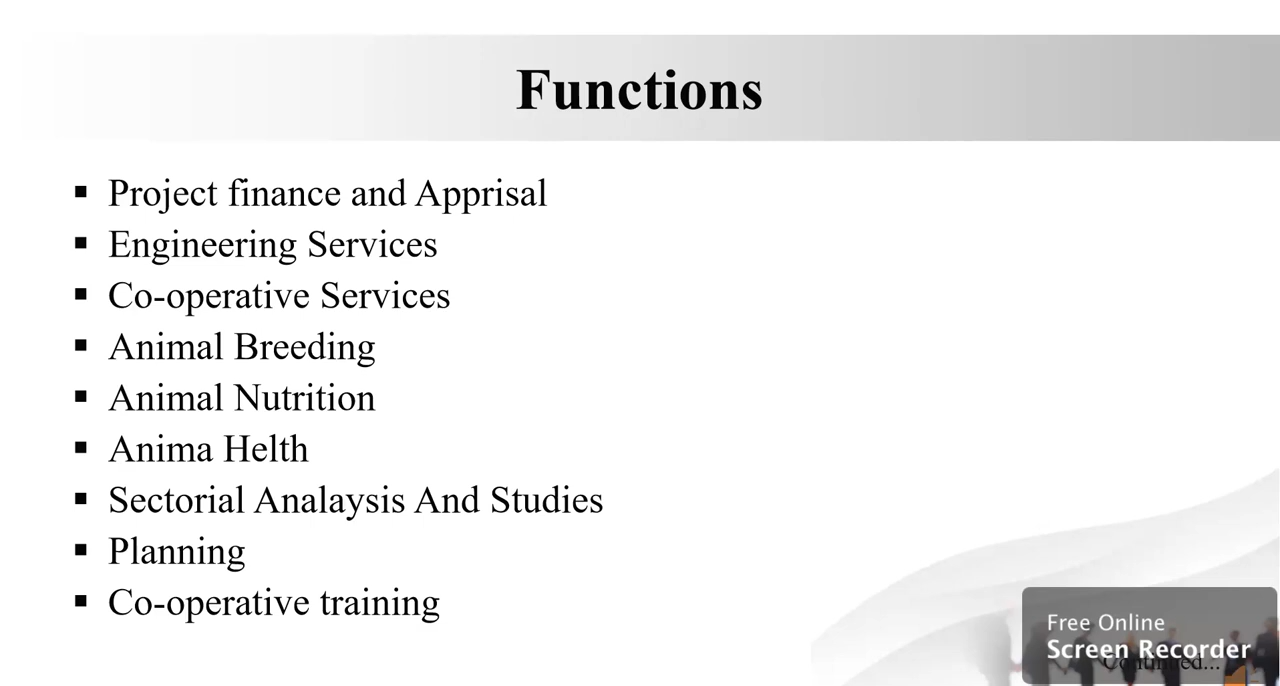 Functions
Project finance and Apprisal
Engineering Services
Co-operative Services
Animal Breeding
Animal Nutrition
Anima Helth
Sectorial Analaysis And Studies
Planning
Co-operative training
Free Online
Screen Recorder
Continued...